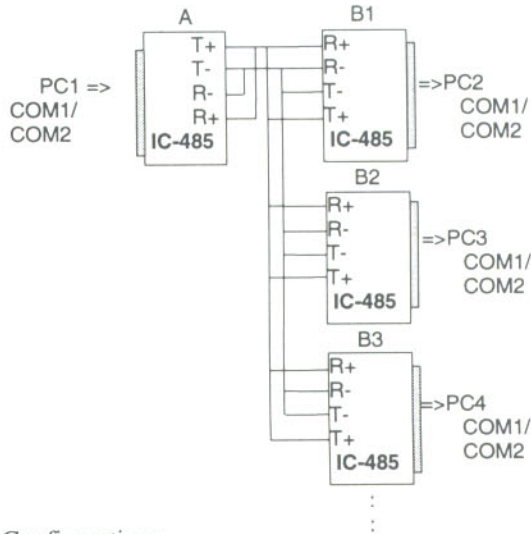 A
T+
T-
R-
R+
IC-485
PC1 =>
COM1/
COM2
B1
R+
R-
T-
T+
IC-485
=>PC2
COM1/
COM2
B2
R+
R-
T-
T+
IC-485
=>PC3
COM1/
COM2
B3
R+
R-
T-
T+
IC-485
=>PC4
COM1/
COM2